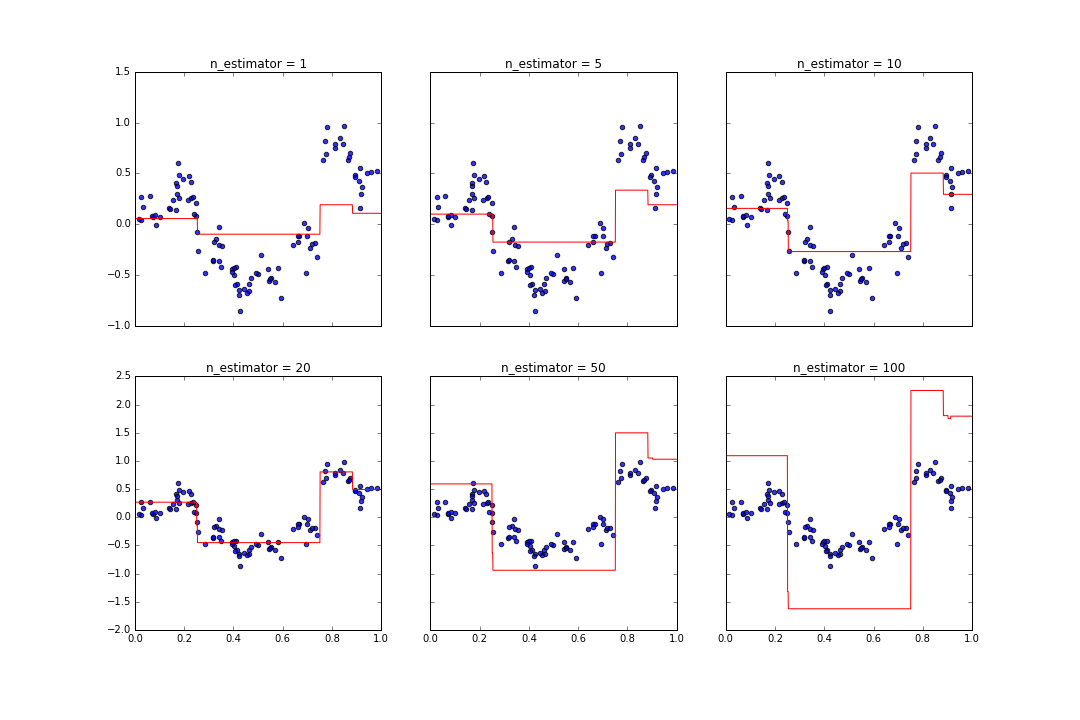 n_estimator = 1
n_estimator = 5
n_estimator = 10
1.5
1.0
0.5
0.0
−0.5
−1.0
n_estimator = 20
n_estimator = 50
n_estimator = 100
2.5
2.0
1.5
1.0
0.5
0.0
−0.5
−1.0
−1.5
−2.0
0.0 0.2 0.4 0.6 0.8 1.0
0.0 0.2 0.4 0.6 0.8 1.0
0.0 0.2 0.4 0.6 0.8 1.0